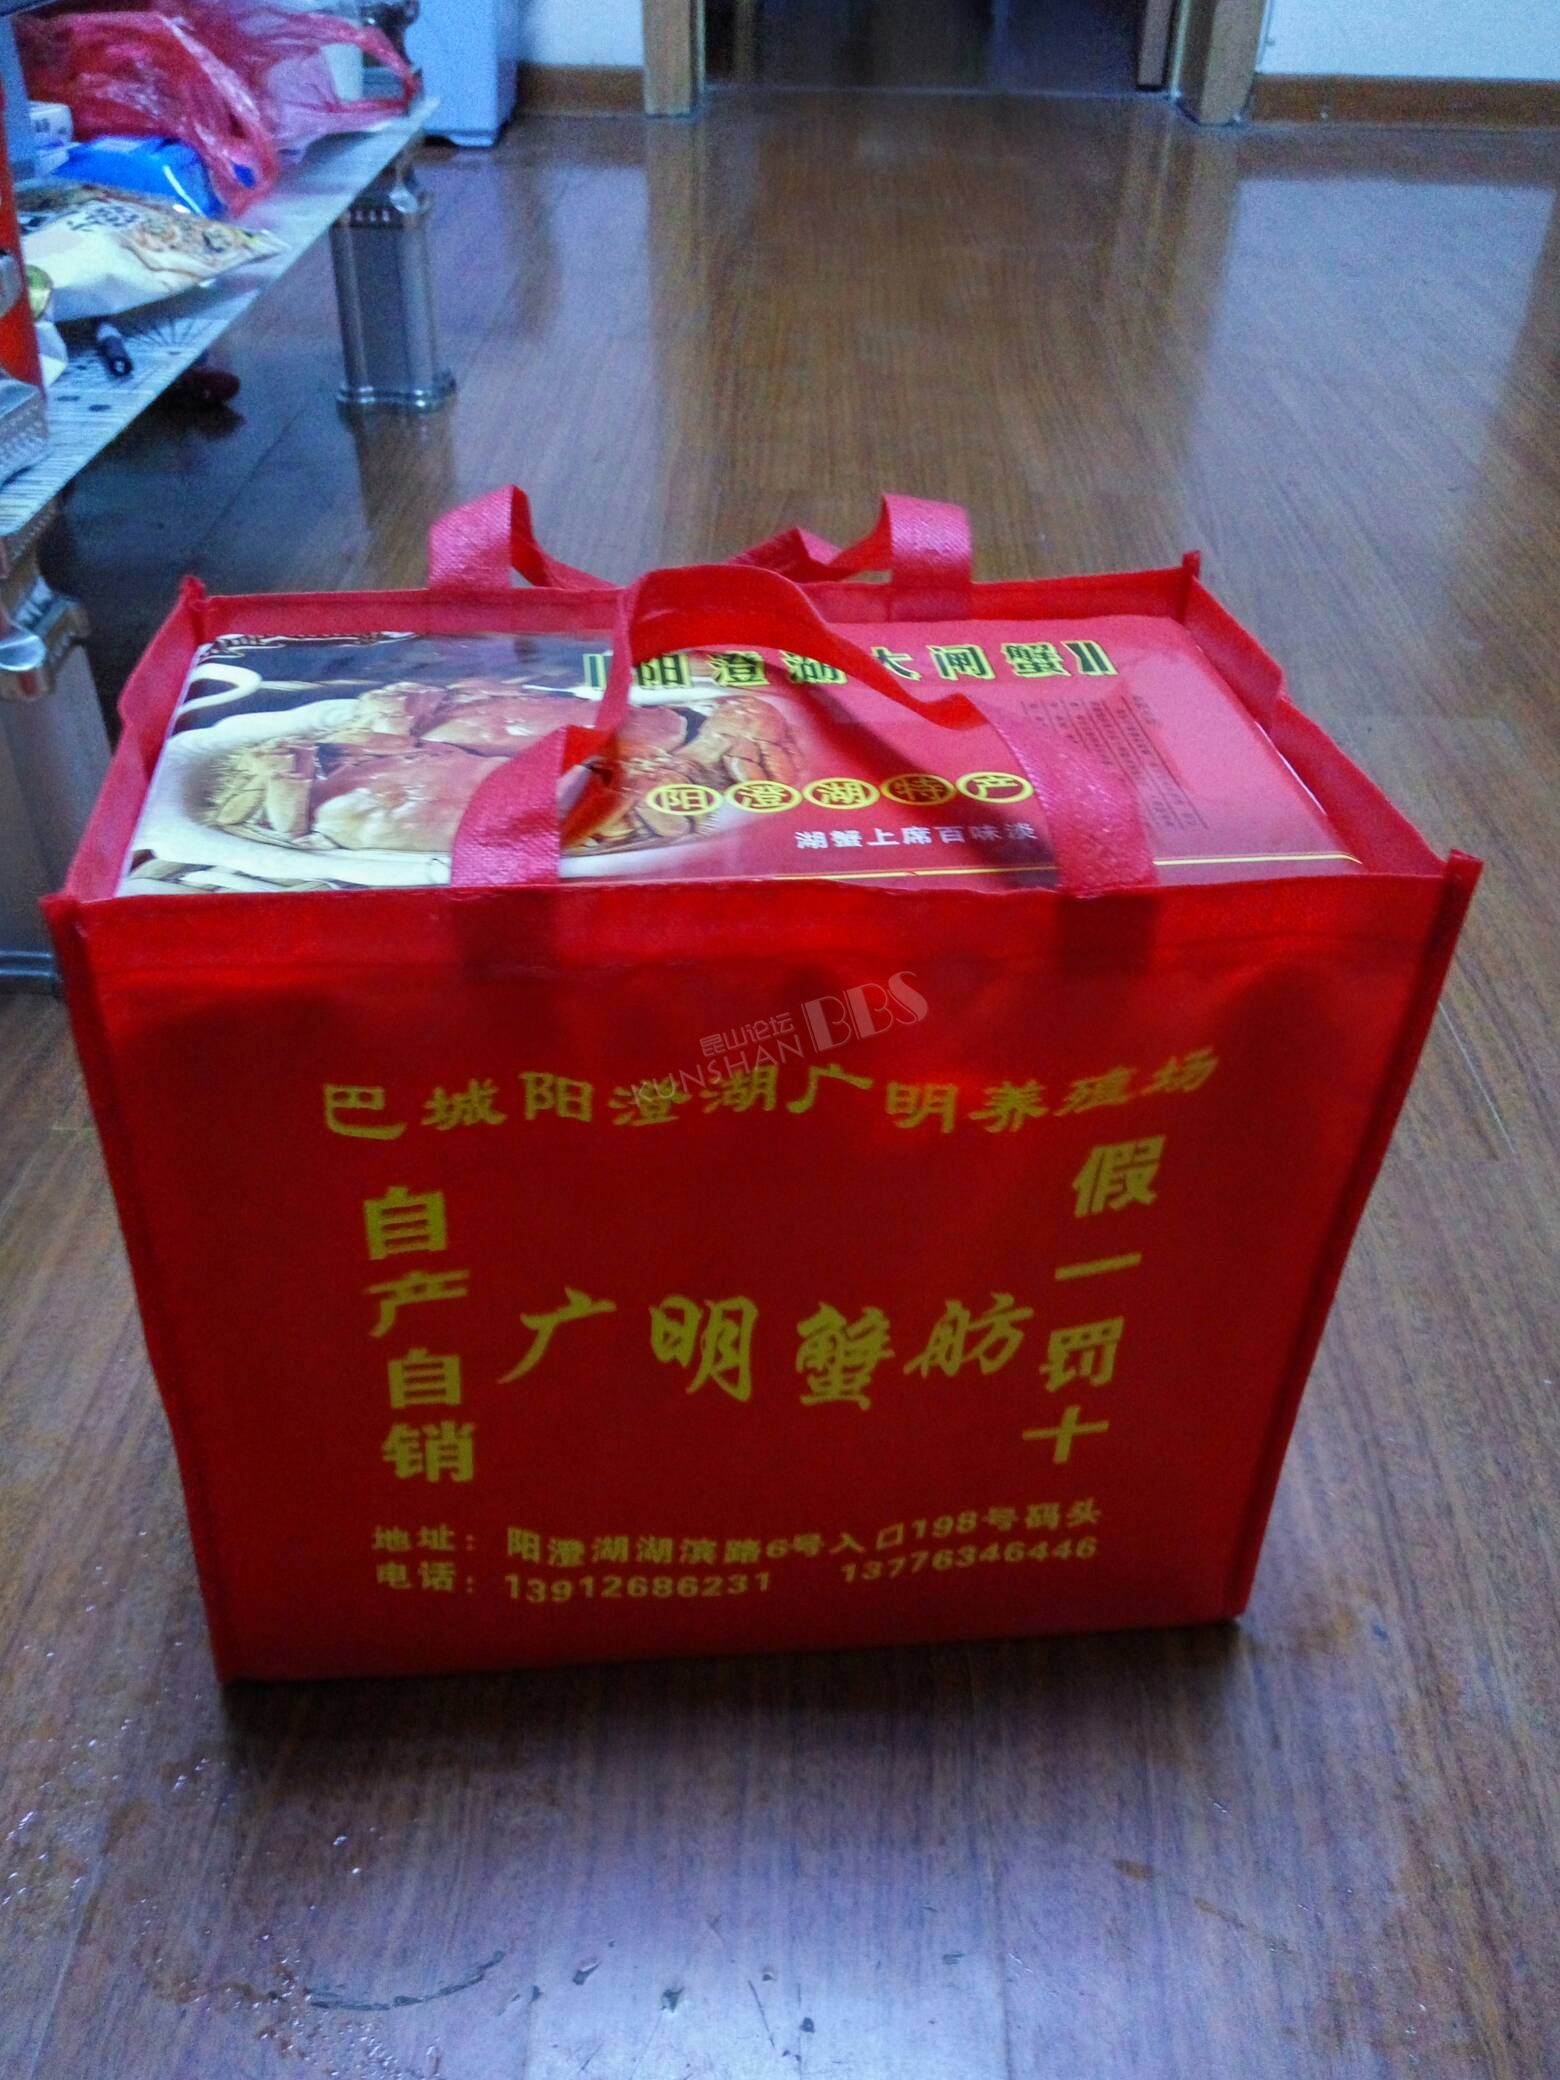 【阳澄湖大闸蟹】
阳澄湖特产
湖蟹上席百味淡
昆山论坛
KUNSHAN BBS
巴城阳澄湖广明养殖场
自产自销
广明蟹舫
假一罚十
地址：阳澄湖湖滨路6号入口198号码头
电话：13912686231 13776346446